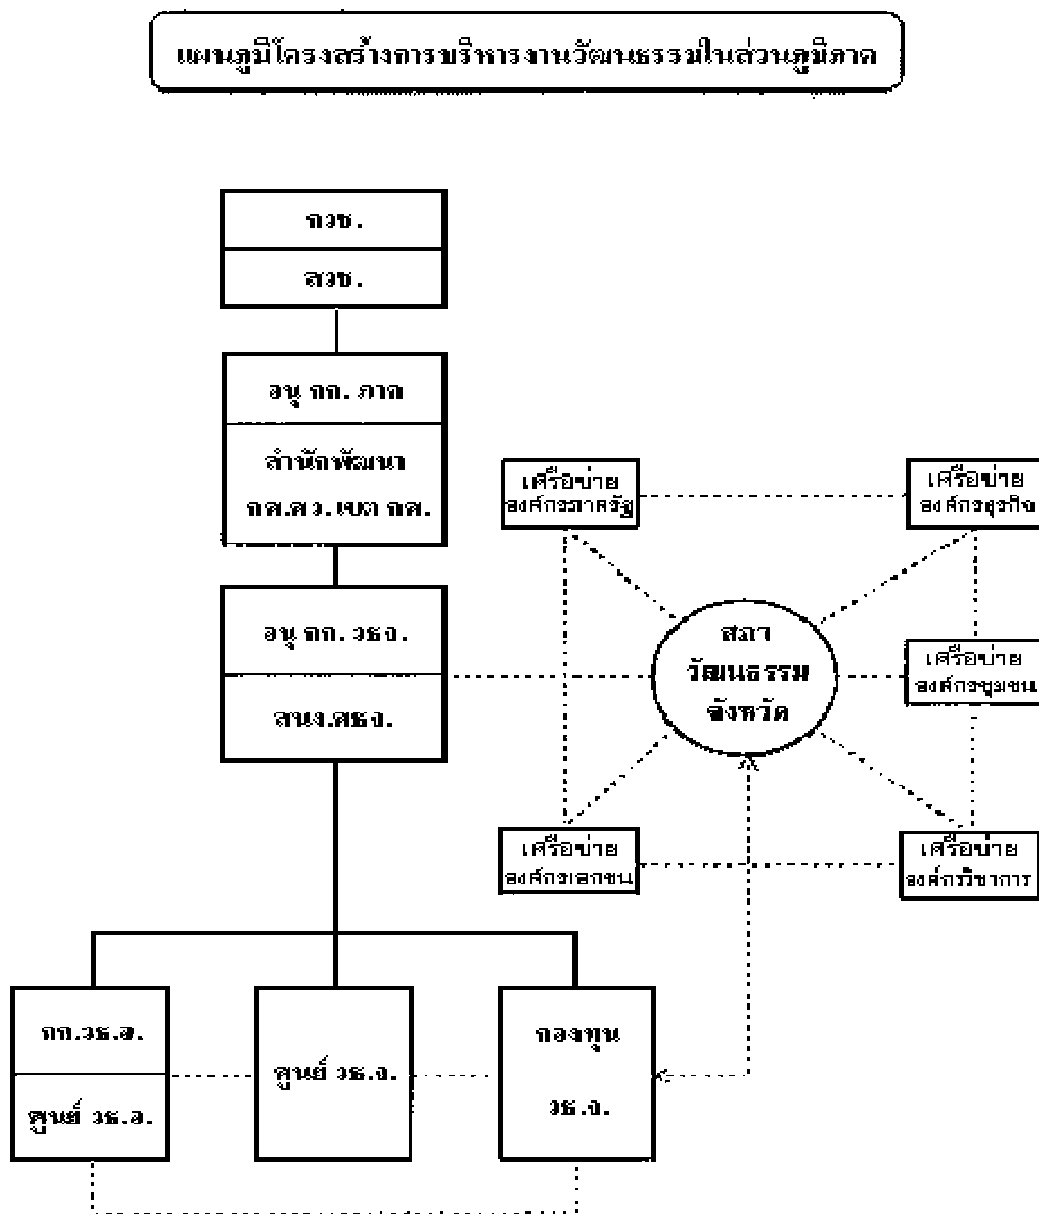 แผนภูมิโครงสร้างการบริหารงานวัฒนธรรมในส่วนภูมิภาค
กวช.
สวช.
อนุ กก. ภาค
สำนักพัฒนา
กศ.ศว.เขต กศ.
อนุ กก. วธจ.
สนง.ศธจ.
เครือข่าย
องค์กรภาครัฐ
เครือข่าย
องค์กรธุรกิจ
สภา
วัฒนธรรม
จังหวัด
เครือข่าย
องค์กรชุมชน
เครือข่าย
องค์กรเอกชน
เครือข่าย
องค์กรวิชาการ
กก.วธ.อ.
ศูนย์ วธ.อ.
ศูนย์ วธ.จ.
กองทุน
วธ.จ.